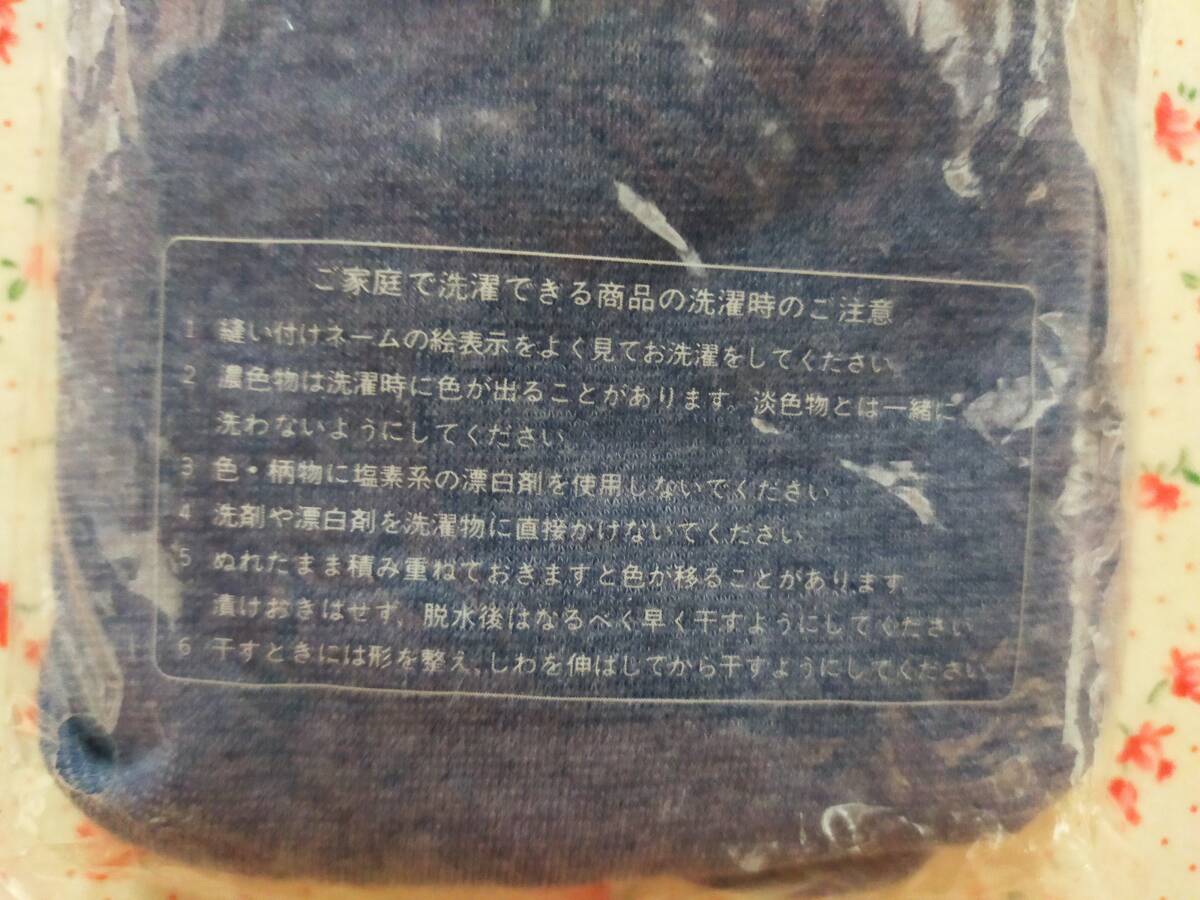 ご家庭で洗濯できる商品の洗濯時のご注意
1 縫い付けネームの絵表示をよく見てお洗濯をしてください。
2 濃色物は洗濯時に色が出ることがあります。淡色物とは一緒に
洗わないようにしてください。
3 色・柄物に塩素系の漂白剤を使用しないでください。
4 洗剤や漂白剤を洗濯物に直接かけないでください。
5 ぬれたまま積み重ねておきますと色が移ることがあります。
漬けおきはせず、脱水後はなるべく早く干すようにしてください。
6 干すときには形を整え、しわを伸ばしてから干すようにしてください。